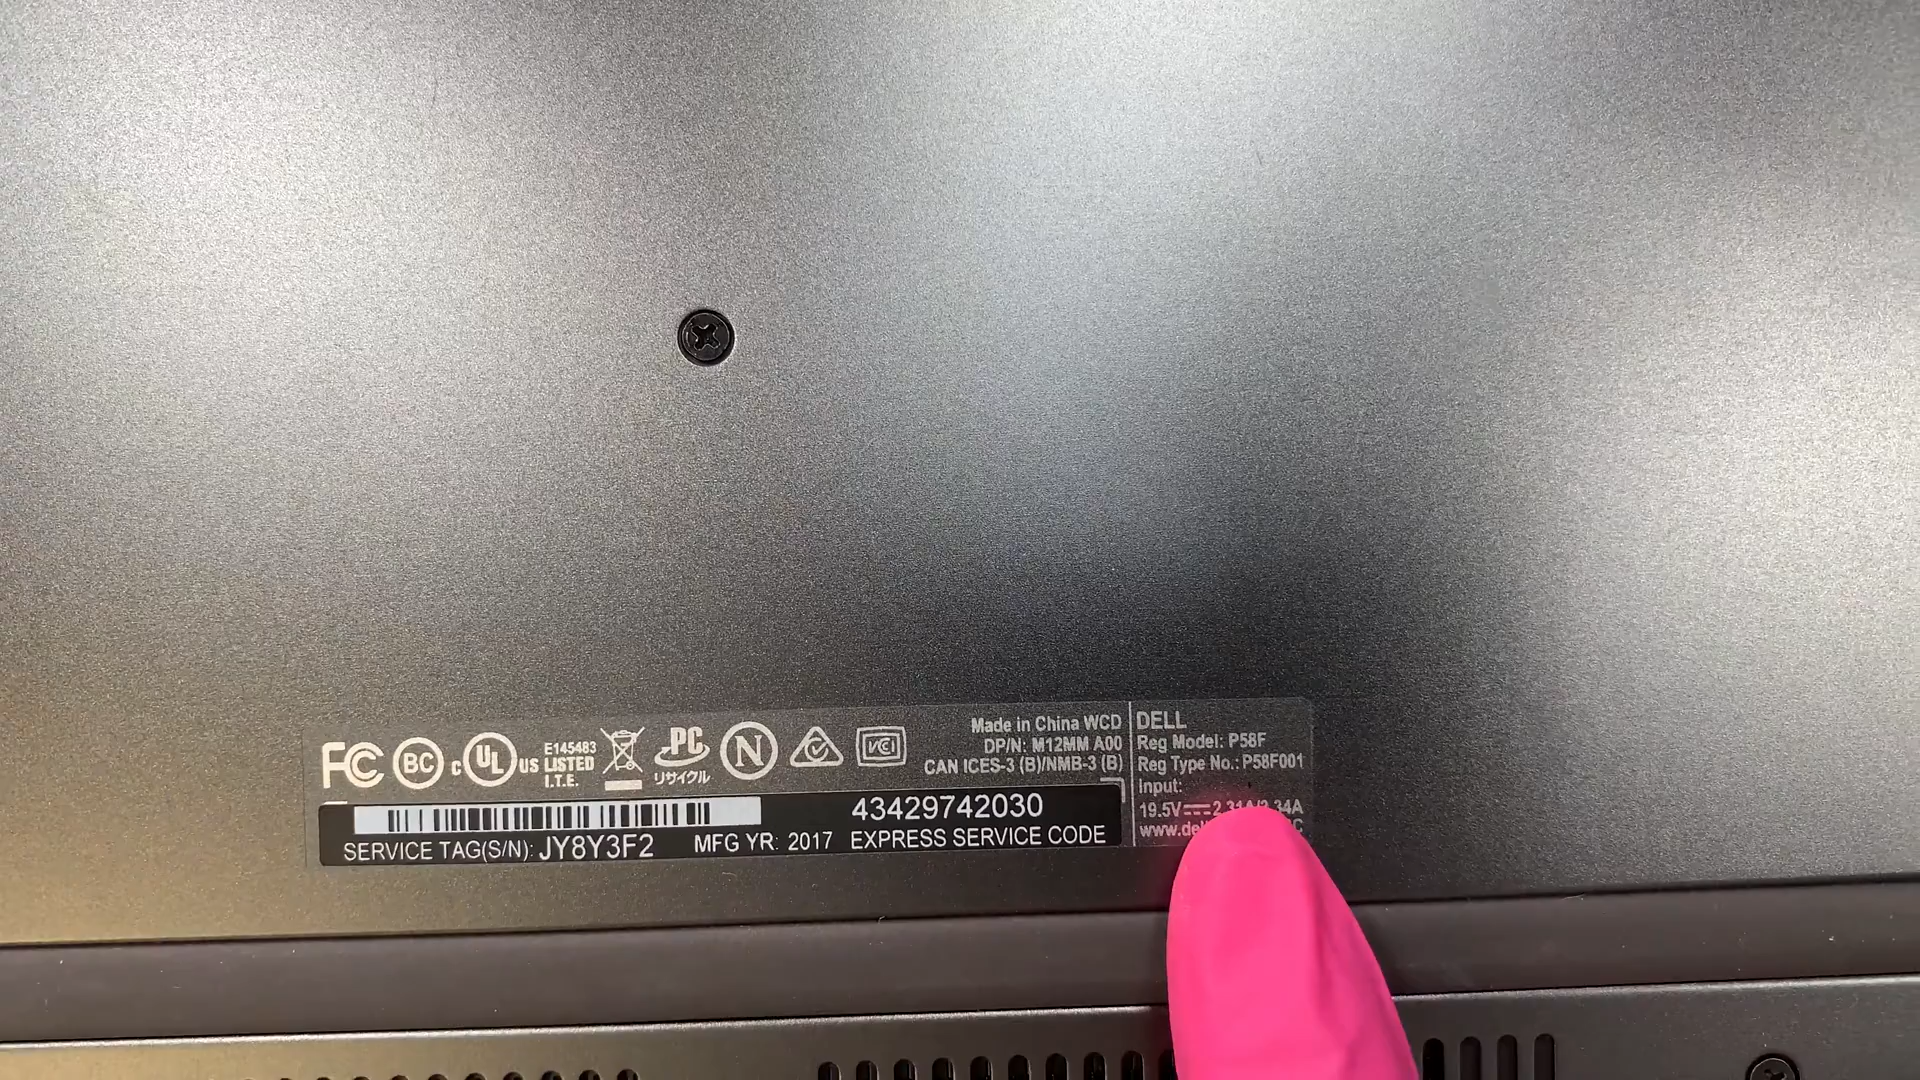 FC
BC
c UL US
E145483
LISTED
I.T.E.
PC
リサイクル
N
VCI
Made in China WCD
DP/N: M12MM A00
CAN ICES-3 (B)/NMB-3 (B)
43429742030
SERVICE TAG(S/N): JY8Y3F2 MFG YR: 2017 EXPRESS SERVICE CODE
DELL
Reg Model: P58F
Reg Type No.: P58F001
Input:
19.5V